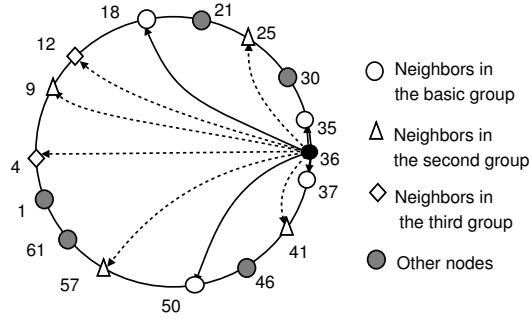 18
21
25
12
30
9
35
36
4
37
1
61
41
57
46
50
Neighbors in
the basic group
Neighbors in
the second group
Neighbors in
the third group
Other nodes